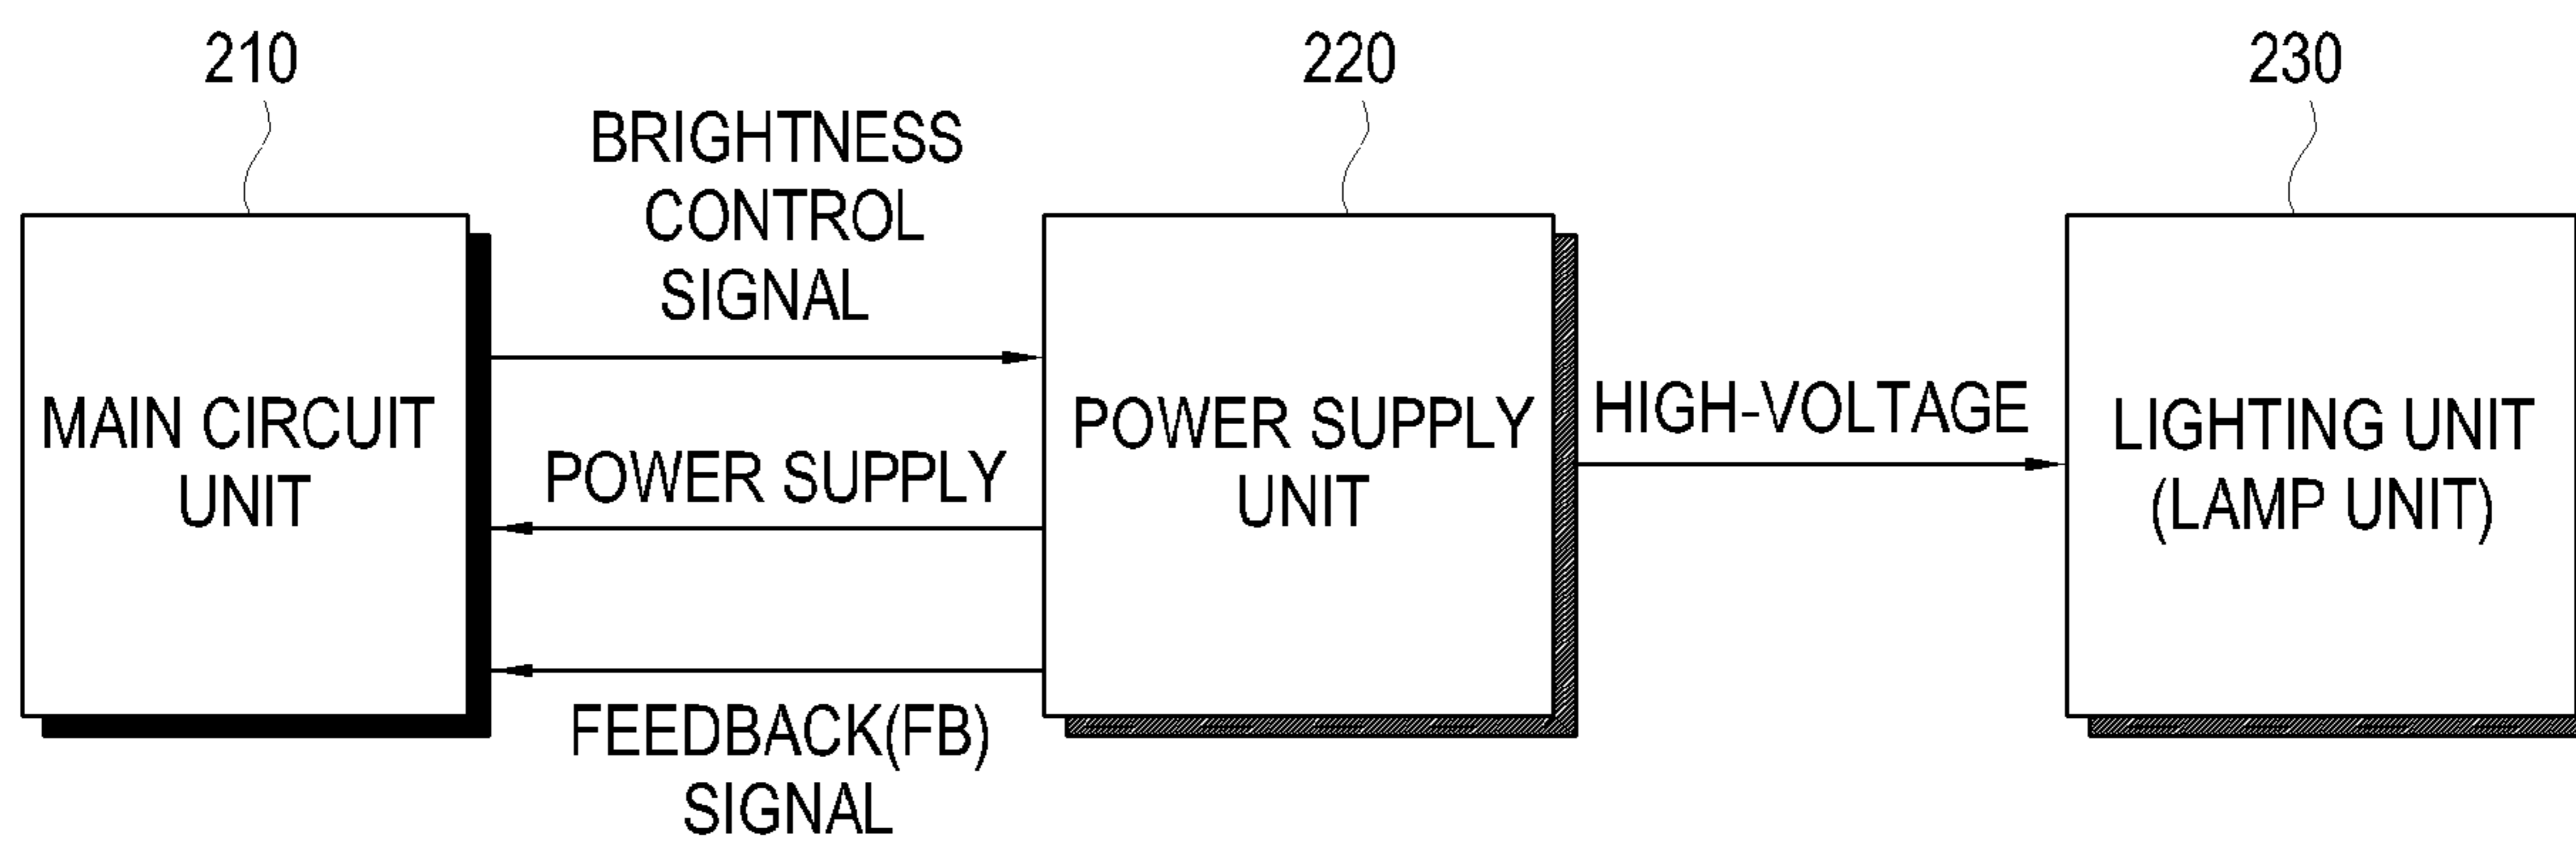 210
220
230
BRIGHTNESS
CONTROL
SIGNAL
MAIN CIRCUIT
UNIT
POWER SUPPLY
FEEDBACK(FB)
SIGNAL
POWER SUPPLY
UNIT
HIGH-VOLTAGE
LIGHTING UNIT
(LAMP UNIT)